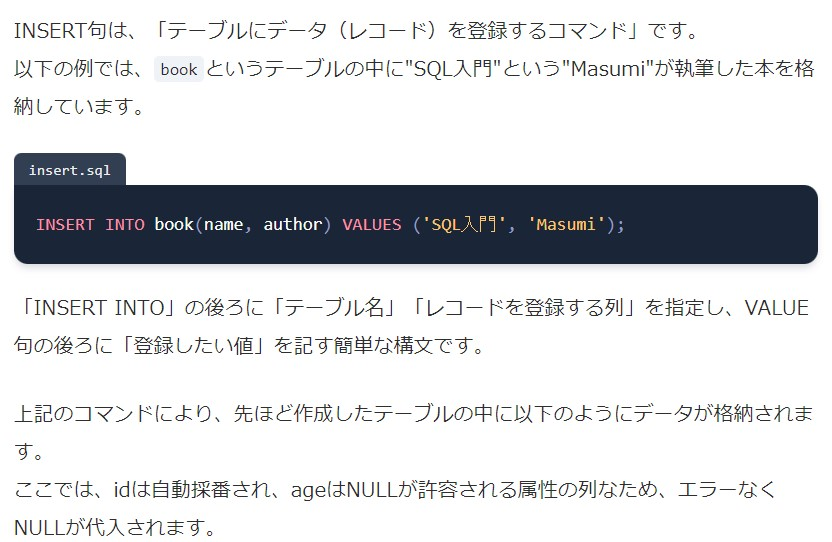 INSERT句は、「テーブルにデータ（レコード）を登録するコマンド」です。
以下の例では、bookというテーブルの中に"SQL入門"という"Masumi"が執筆した本を格
納しています。
insert.sql
INSERT INTO book(name, author) VALUES ('SQL入門', 'Masumi');
「INSERT INTO」の後ろに「テーブル名」「レコードを登録する列」を指定し、VALUE
句の後ろに「登録したい値」を記す簡単な構文です。
上記のコマンドにより、先ほど作成したテーブルの中に以下のようにデータが格納されま
す。
ここでは、idは自動採番され、ageはNULLが許容される属性の列なため、エラーなく
NULLが代入されます。